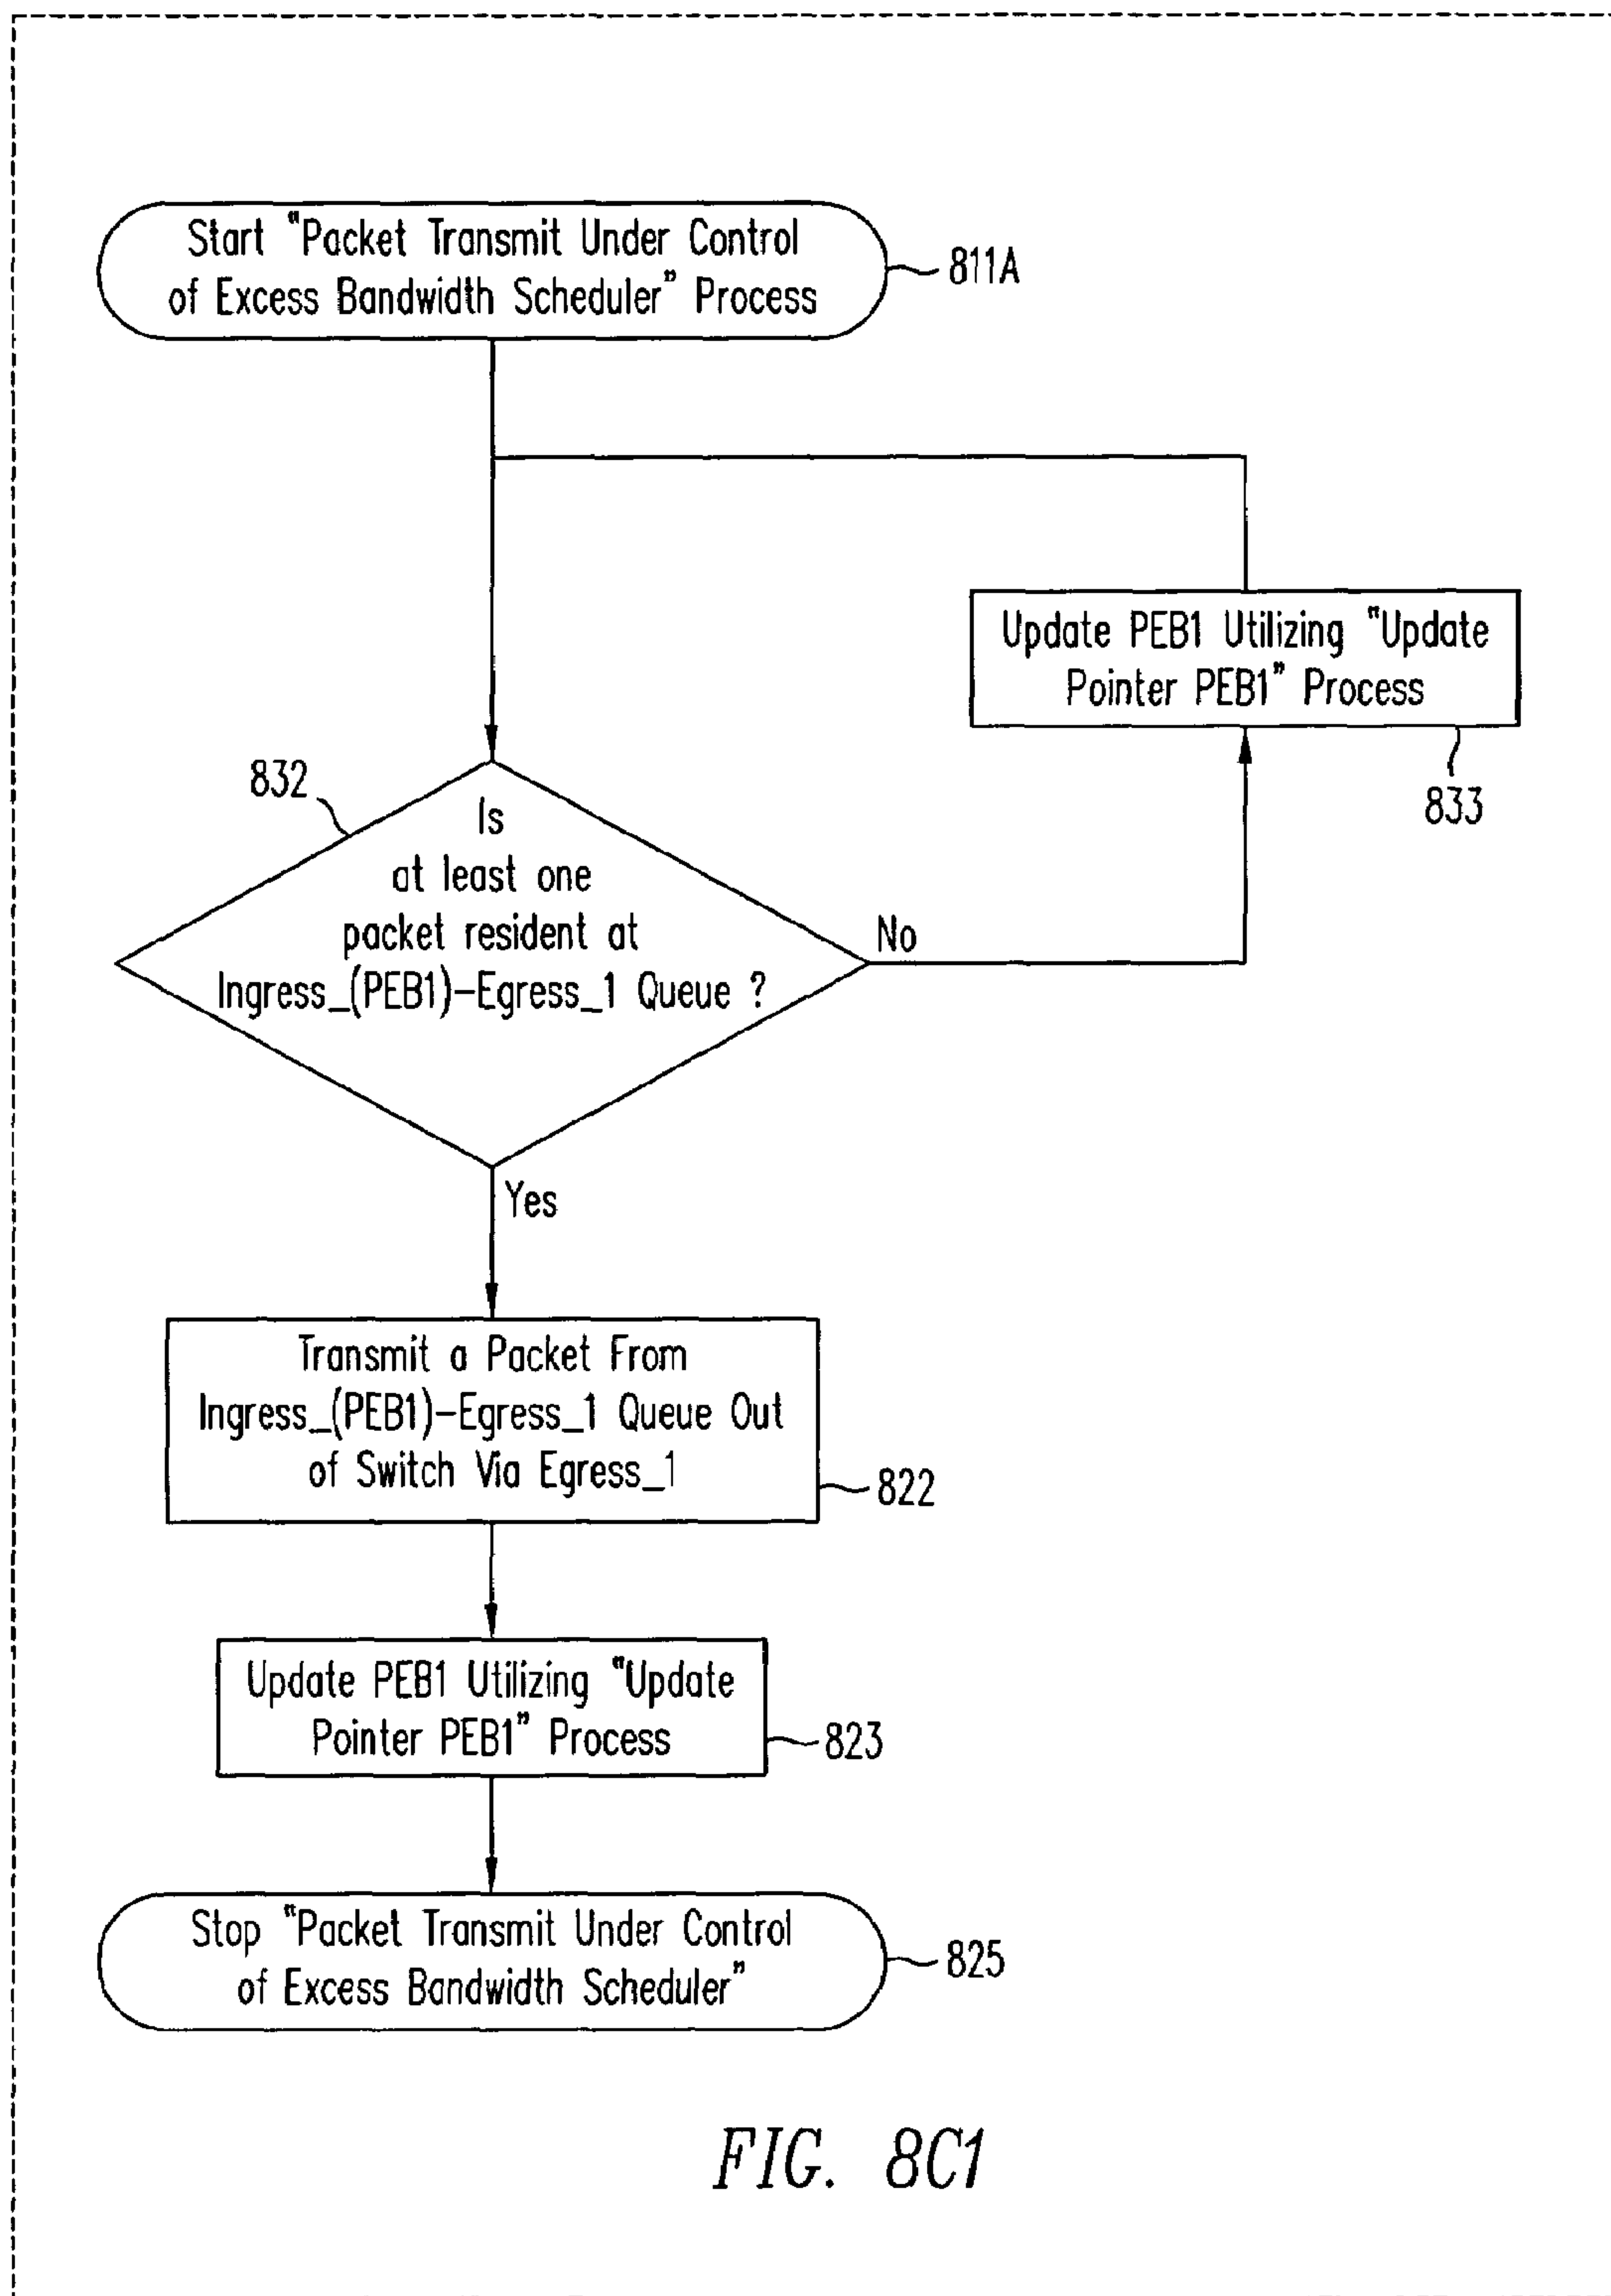 Start "Packet Transmit Under Control
of Excess Bandwidth Scheduler" Process
811A
Update PEB1 Utilizing "Update
Pointer PEB1" Process
833
832
Is
at least one
packet resident at
Ingress_(PEB1)-Egress_1 Queue ?
No
Yes
Transmit a Packet From
Ingress_(PEB1)-Egress_1 Queue Out
of Switch Via Egress_1
822
Update PEB1 Utilizing "Update
Pointer PEB1" Process
823
Stop "Packet Transmit Under Control
of Excess Bandwidth Scheduler"
825
FIG. 8C1